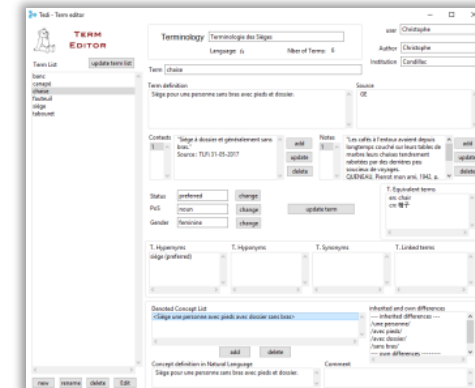 Tedi - Term editor
TERM
EDITOR
Term List
update term list
banc
canapé
chaise
fauteuil
siège
tabouret
new rename delete Edit
Terminology Terminologie des Sièges
Language: fr Nber of Terms: 6
user Christophe
Author Christophe
Institution Condillac
Term chaise
Term definition
Siège pour une personne sans bras avec pieds et dossier.
Source
OE
Contexts
1
"Siège à dossier et généralement sans
bras."
Source: TLFi 31-05-2017
add
update
delete
Notes
1
"Les cafés à l'entour avaient depuis
longtemps couché sur leurs tables de
marbre leurs chaises tendrement
rabotées par des derrières peu
soucieux de voyages.
QUENEAU, Pierrot mon ami, 1942, p.
add
update
delete
Status preferred change
PoS noun change
Gender feminine change
update term
T. Equivalent terms
en: chair
cn: 椅子
T. Hypernyms
siège (preferred)
T. Hyponyms
T. Synonyms
T. Linked terms
Denoted Concept List
<Siège une personne avec pieds avec dossier sans bras>
add delete
inherited and own differences
---- inherited differences ----
/une personne/
/avec pieds/
/avec dossier/
/sans bras/
---- own differences --------
Concept definition in Natural Language
Siège pour une personne sans bras avec pieds et dossier.
Comment